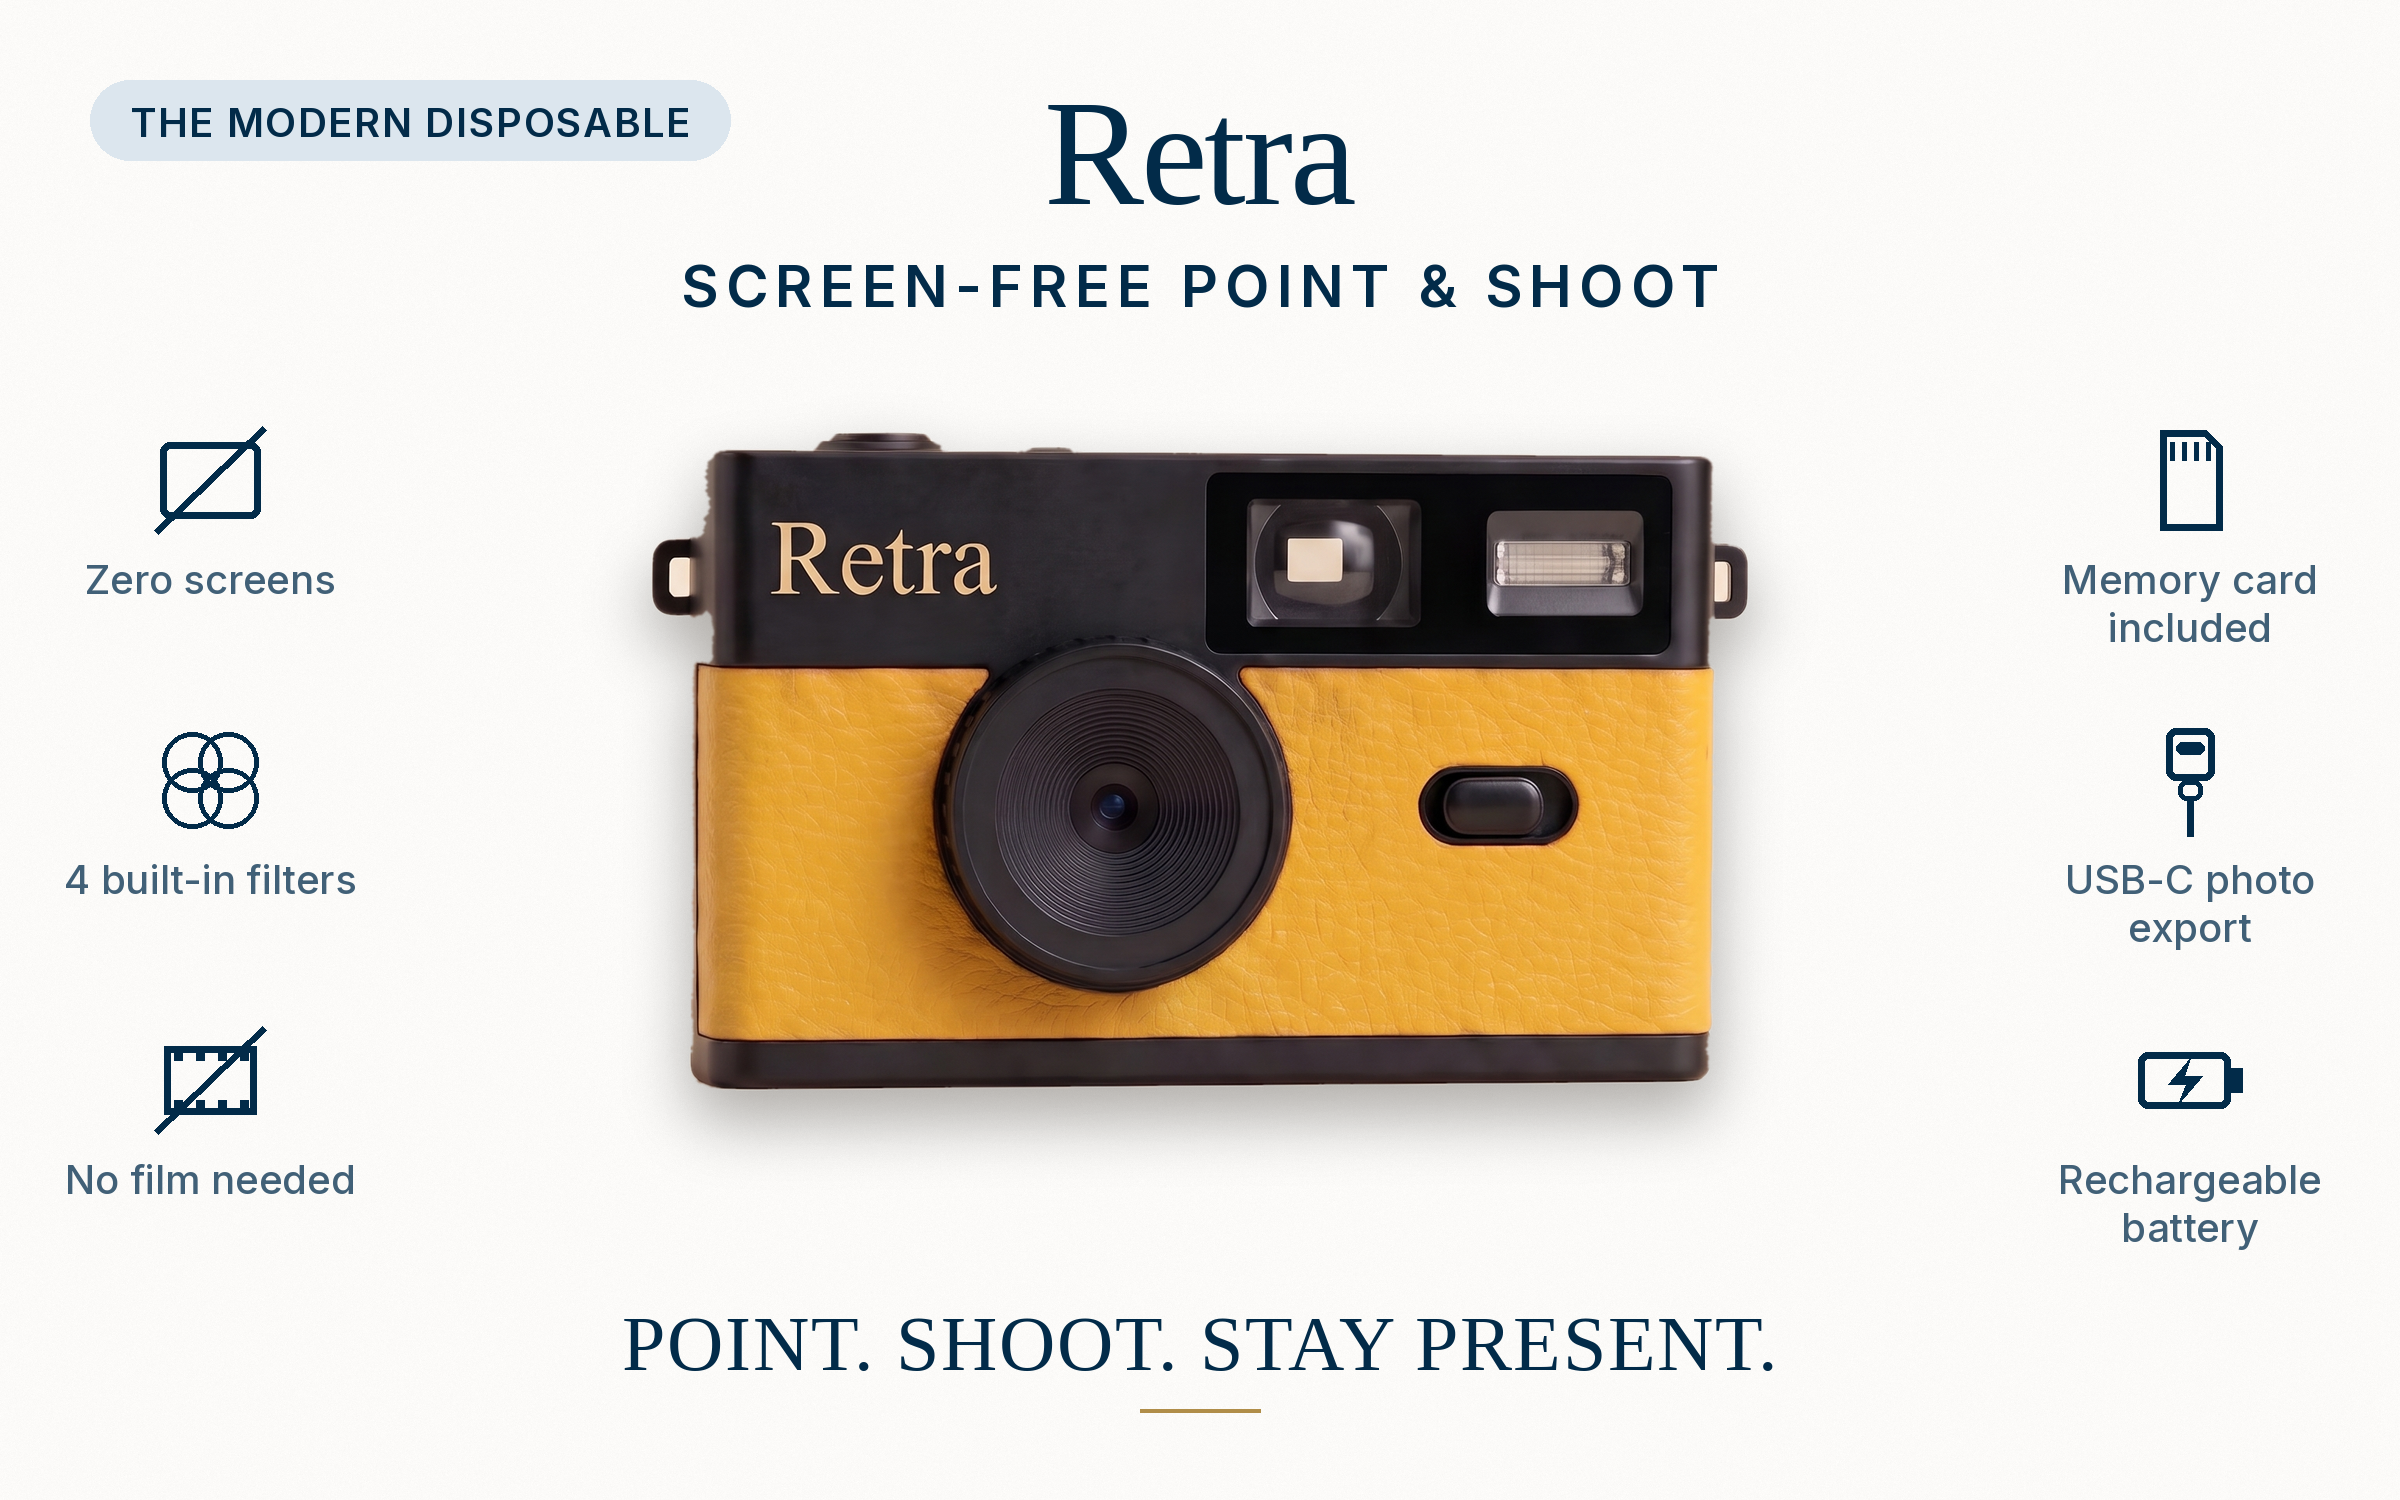 THE MODERN DISPOSABLE
Retra
SCREEN-FREE POINT & SHOOT
Retra
Zero screens
4 built-in filters
No film needed
Memory card
included
USB-C photo
export
Rechargeable
battery
POINT. SHOOT. STAY PRESENT.